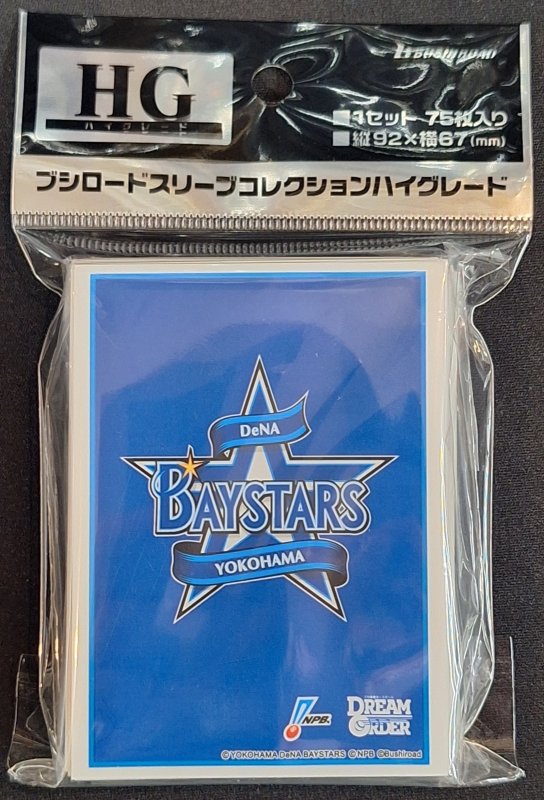 HG
ハイグレード
BUSHIROAD
■1セット 75枚入り
■縦92×横67(mm)
ブシロードスリーブコレクションハイグレード
DeNA
BAYSTARS
YOKOHAMA
NPB
DREAM
ORDER
©YOKOHAMA DeNA BAYSTARS ©NPB ©Bushiroad